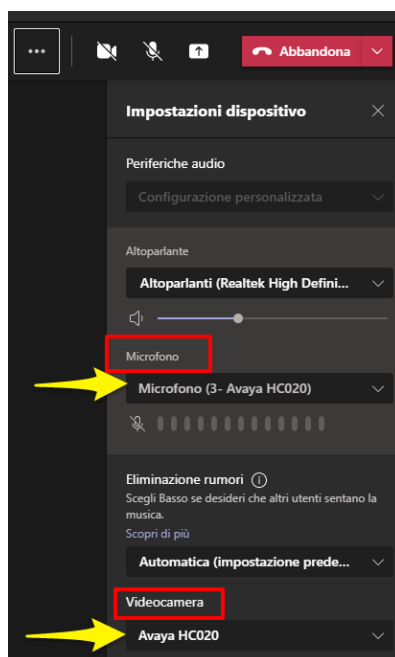 Abbandona
Impostazioni dispositivo
Periferiche audio
Configurazione personalizzata
Altoparlante
Altoparlanti (Realtek High Defini...
Microfono
Microfono (3- Avaya HC020)
Eliminazione rumori
Scegli Basso se desideri che altri utenti sentano la
musica.
Scopri di più
Automatica (impostazione prede...
Videocamera
Avaya HC020